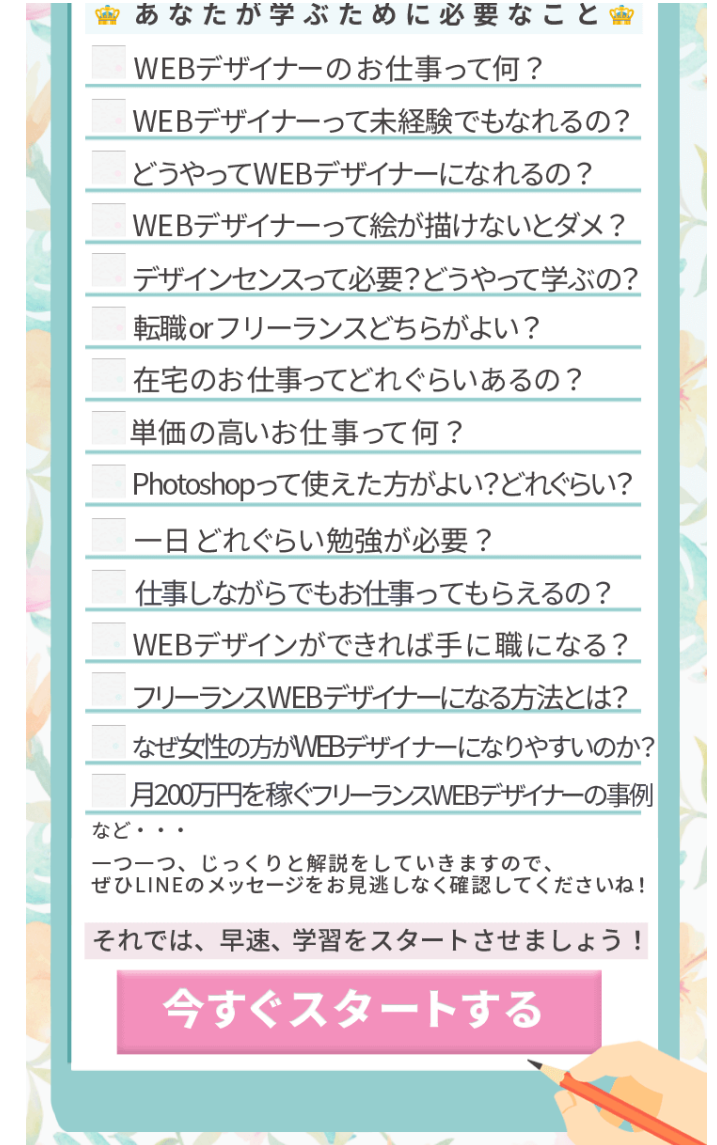 あなたが学ぶために必要なこと
WEBデザイナーのお仕事って何？
WEBデザイナーって未経験でもなれるの？
どうやってWEBデザイナーになれるの？
WEBデザイナーって絵が描けないとダメ？
デザインセンスって必要？どうやって学ぶの？
転職orフリーランスどちらがよい？
在宅のお仕事ってどれぐらいあるの？
単価の高いお仕事って何？
Photoshopって使えた方がよい？どれぐらい？
一日どれぐらい勉強が必要？
仕事しながらでもお仕事ってもらえるの？
WEBデザインができれば手に職になる？
フリーランスWEBデザイナーになる方法とは？
なぜ女性の方がWEBデザイナーになりやすいのか？
月200万円を稼ぐフリーランスWEBデザイナーの事例
など・・・
一つ一つ、じっくりと解説をしていきますので、
ぜひLINEのメッセージをお見逃しなく確認してくださいね！
それでは、早速、学習をスタートさせましょう！
今すぐスタートする